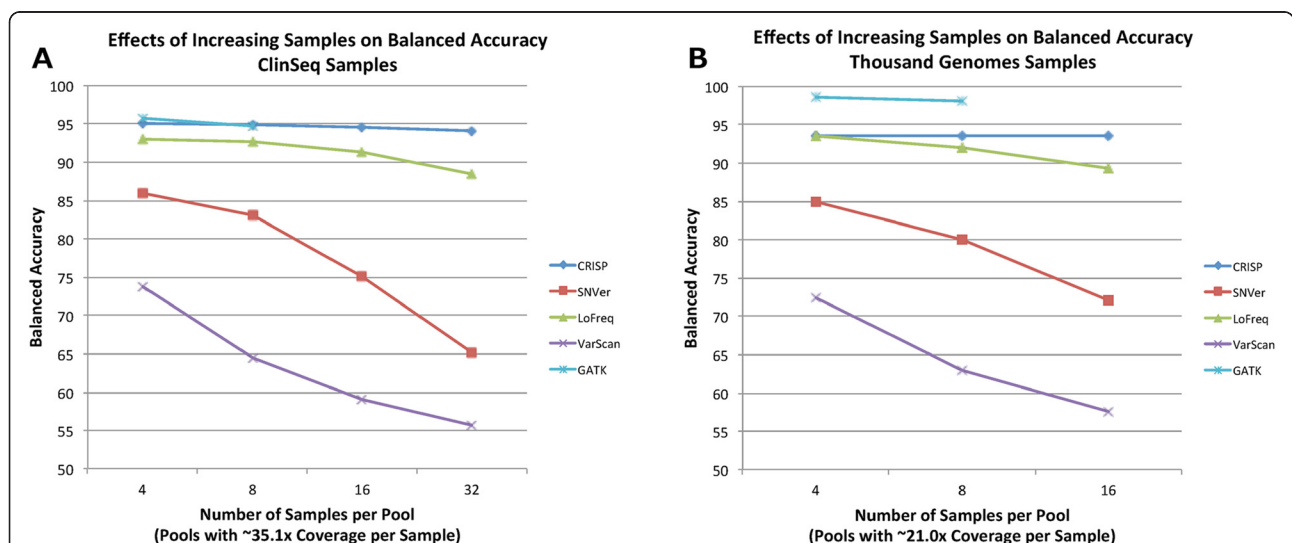 A
Effects of Increasing Samples on Balanced Accuracy
ClinSeq Samples
100
95
90
85
80
75
70
65
60
55
50
Balanced Accuracy
4 8 16 32
Number of Samples per Pool
(Pools with ~35.1x Coverage per Sample)
CRISP
SNVer
LoFreq
VarScan
GATK
B
Effects of Increasing Samples on Balanced Accuracy
Thousand Genomes Samples
100
95
90
85
80
75
70
65
60
55
50
Balanced Accuracy
4 8 16
Number of Samples per Pool
(Pools with ~21.0x Coverage per Sample)
CRISP
SNVer
LoFreq
VarScan
GATK